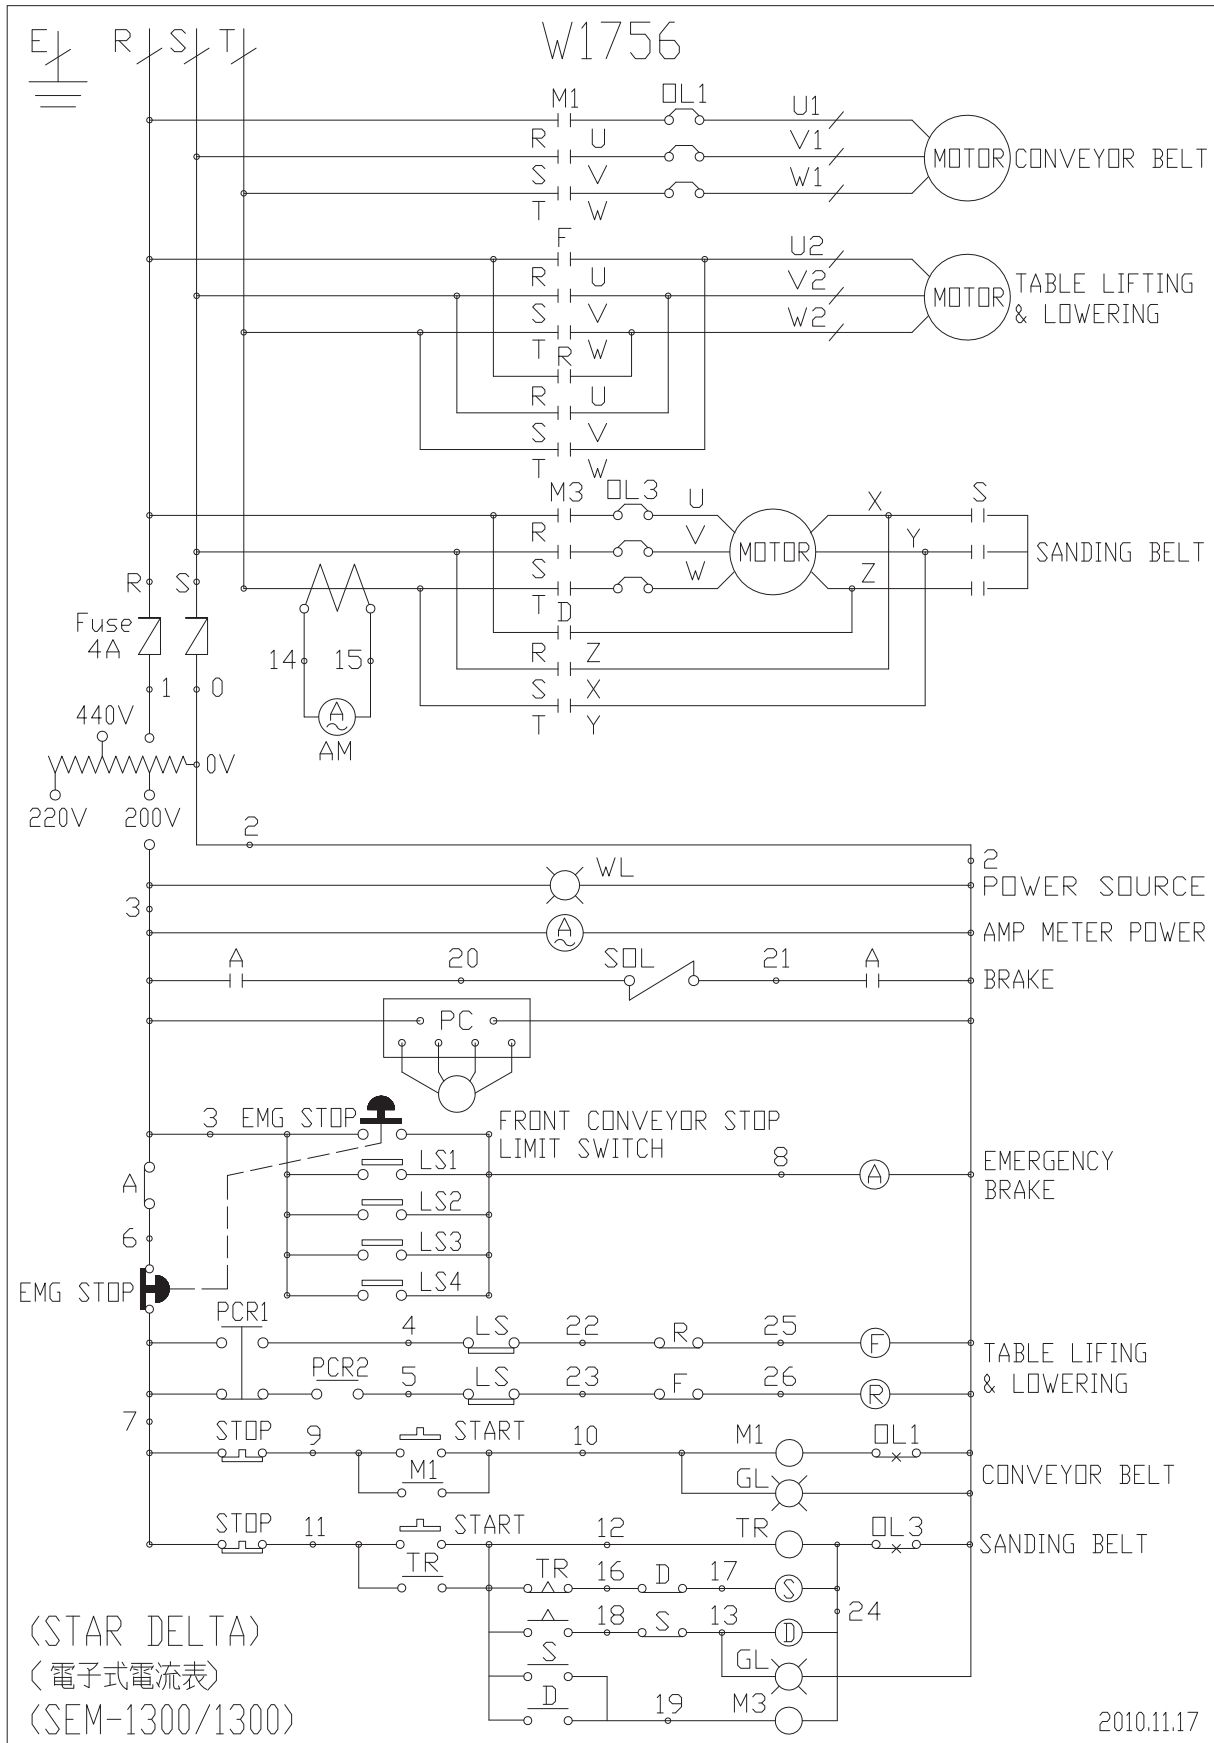 E R S T W1756
M1 OL1 U1
R U V1
MOTOR CONVEYOR BELT
S V W1
T W
F U2
R U V2
MOTOR TABLE LIFTING
& LOWERING
S V W2
T W
R
R U
S V
T W
M3 OL3 U X S
R V Y
MOTOR SANDING BELT
S W Z
T D
R S
Fuse
4A
14 15
R Z
S X
T Y
1 0
440V
A
AM
0V
220V 200V
2
2
WL
POWER SOURCE
3
A
AMP METER POWER
A 20 SOL 21 A
BRAKE
PC
3 EMG STOP
FRONT CONVEYOR STOP
LIMIT SWITCH
LS1 8 A
EMERGENCY
BRAKE
A
LS2
6
LS3
EMG STOP
LS4
PCR1 4 LS 22 R 25 F
TABLE LIFING
& LOWERING
PCR2 5 LS 23 F 26 R
7
STOP 9 START 10 M1 OL1
M1 GL
CONVEYOR BELT
STOP 11 START 12 TR OL3
SANDING BELT
TR
TR 16 D 17 S
24
18 S 13 D
S GL
D 19 M3
(STAR DELTA)
(電子式電流表)
(SEM-1300/1300)
2010.11.17